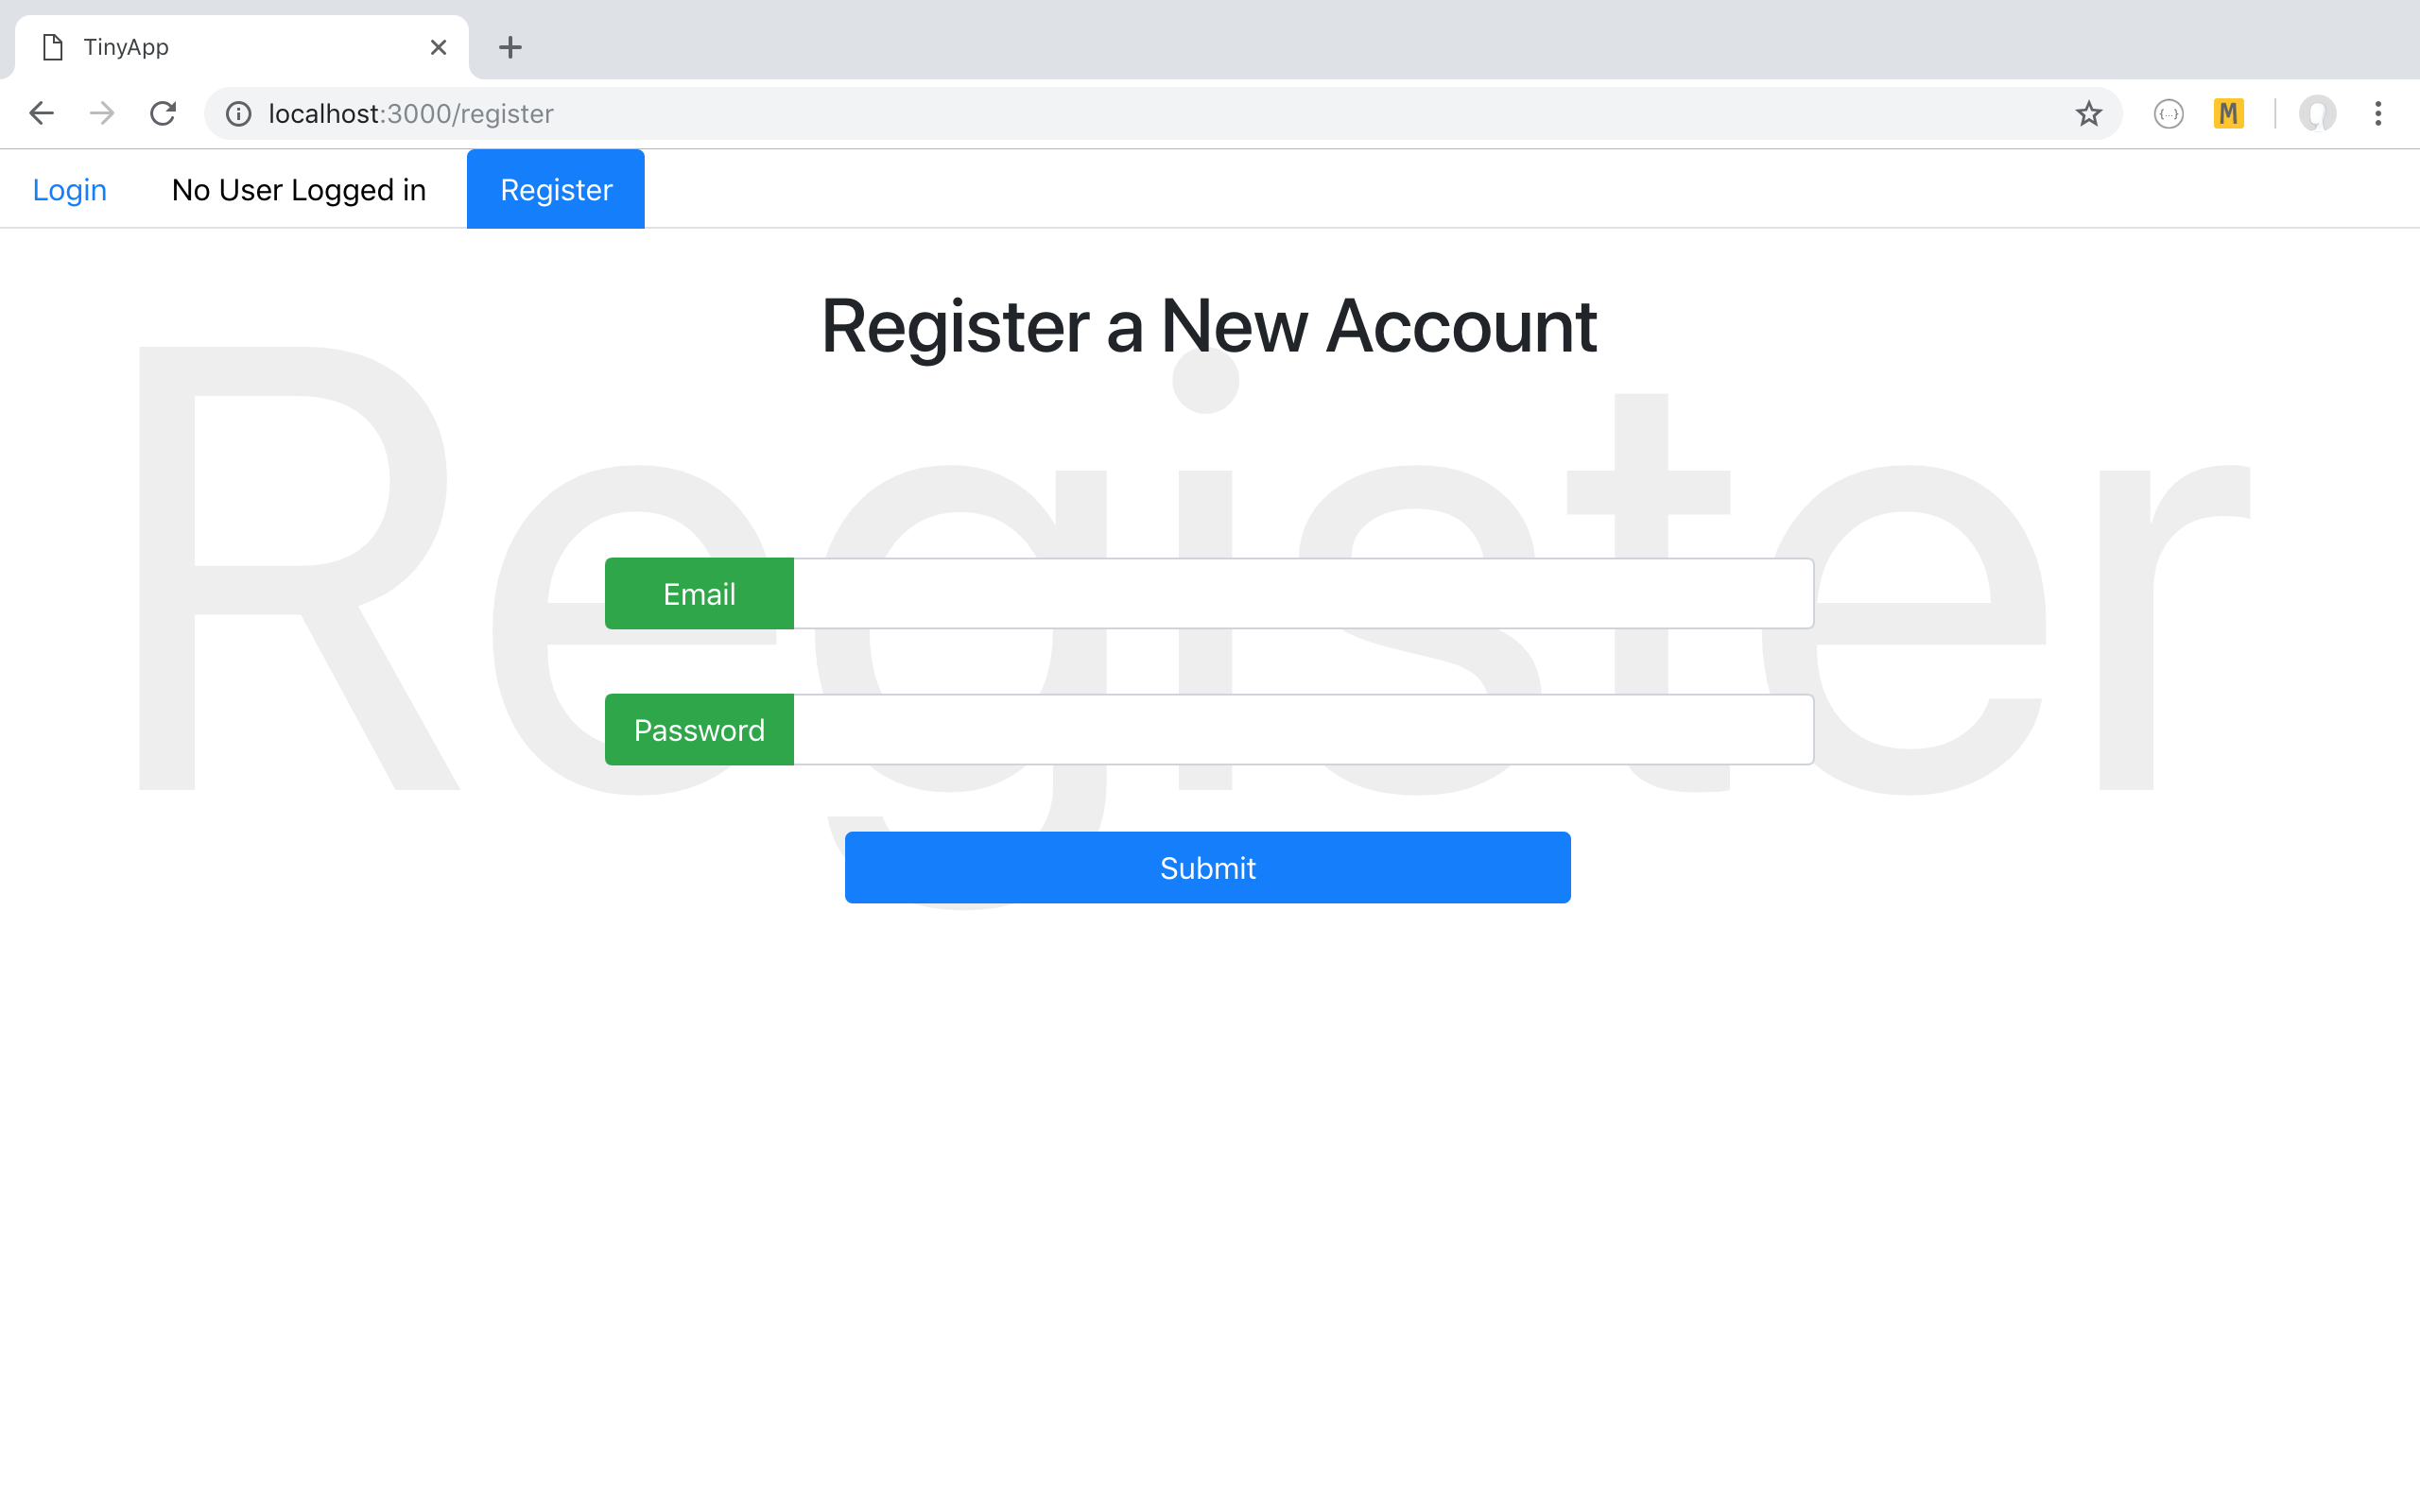 TinyApp
localhost:3000/register
{...}
M
Login No User Logged in Register
Register a New Account
Register
Email
Password
Submit